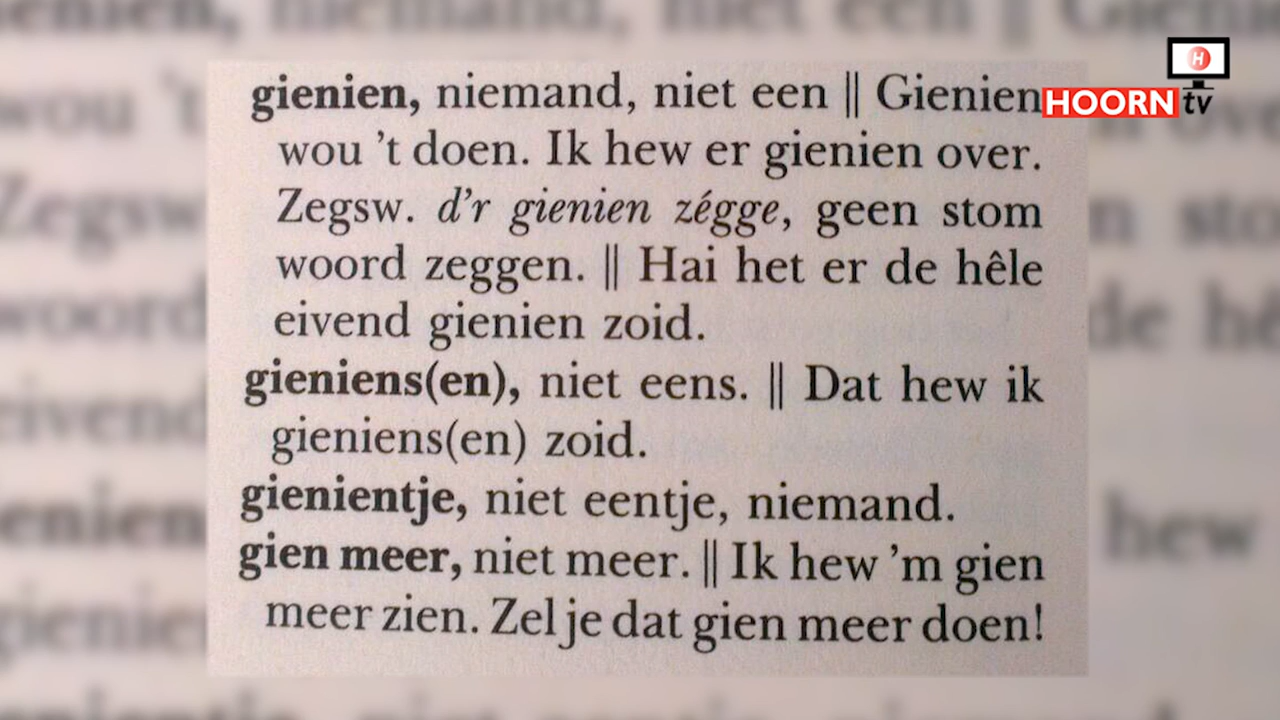 gienien, niemand, niet een || Gienien
wou 't doen. Ik hew er gienien over.
Zegsw. d'r gienien zégge, geen stom
woord zeggen. || Hai het er de hêle
eivend gienien zoid.
gieniens(en), niet eens. || Dat hew ik
gieniens(en) zoid.
gienientje, niet eentje, niemand.
gien meer, niet meer. || Ik hew 'm gien
meer zien. Zel je dat gien meer doen!
H
HOORN tv